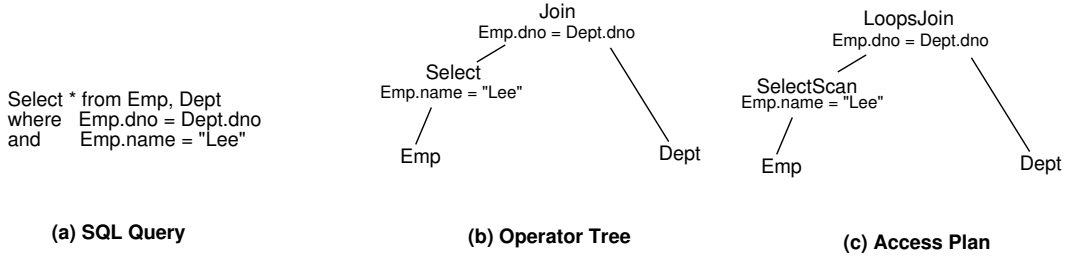 Select * from Emp, Dept
where Emp.dno = Dept.dno
and Emp.name = "Lee"
(a) SQL Query
Join
Emp.dno = Dept.dno
Select
Emp.name = "Lee"
Emp
Dept
(b) Operator Tree
LoopsJoin
Emp.dno = Dept.dno
SelectScan
Emp.name = "Lee"
Emp
Dept
(c) Access Plan